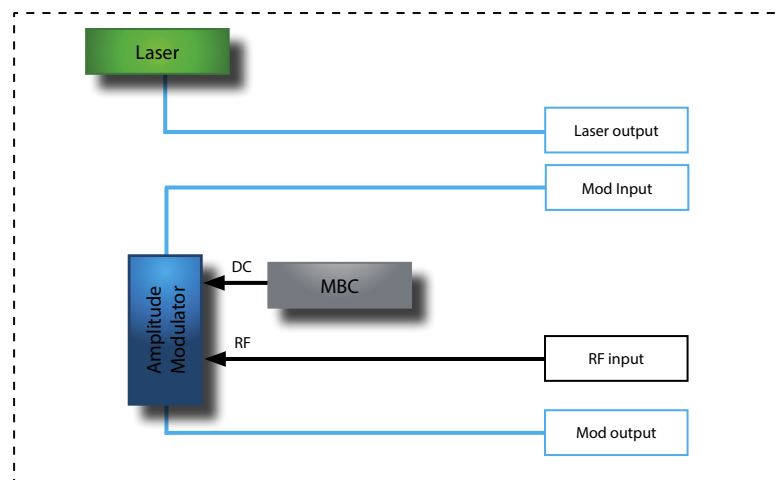 Laser
Laser output
Mod Input
DC
MBC
Amplitude
Modulator
RF
RF input
Mod output